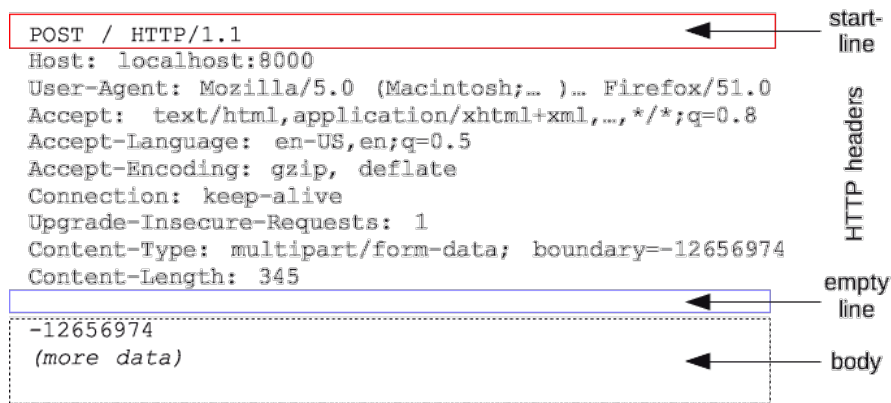 POST / HTTP/1.1
Host: localhost:8000
User-Agent: Mozilla/5.0 (Macintosh;… )… Firefox/51.0
Accept: text/html,application/xhtml+xml,…,*/*;q=0.8
Accept-Language: en-US,en;q=0.5
Accept-Encoding: gzip, deflate
Connection: keep-alive
Upgrade-Insecure-Requests: 1
Content-Type: multipart/form-data; boundary=-12656974
Content-Length: 345
-12656974
(more data)
start-
line
HTTP headers
empty
line
body